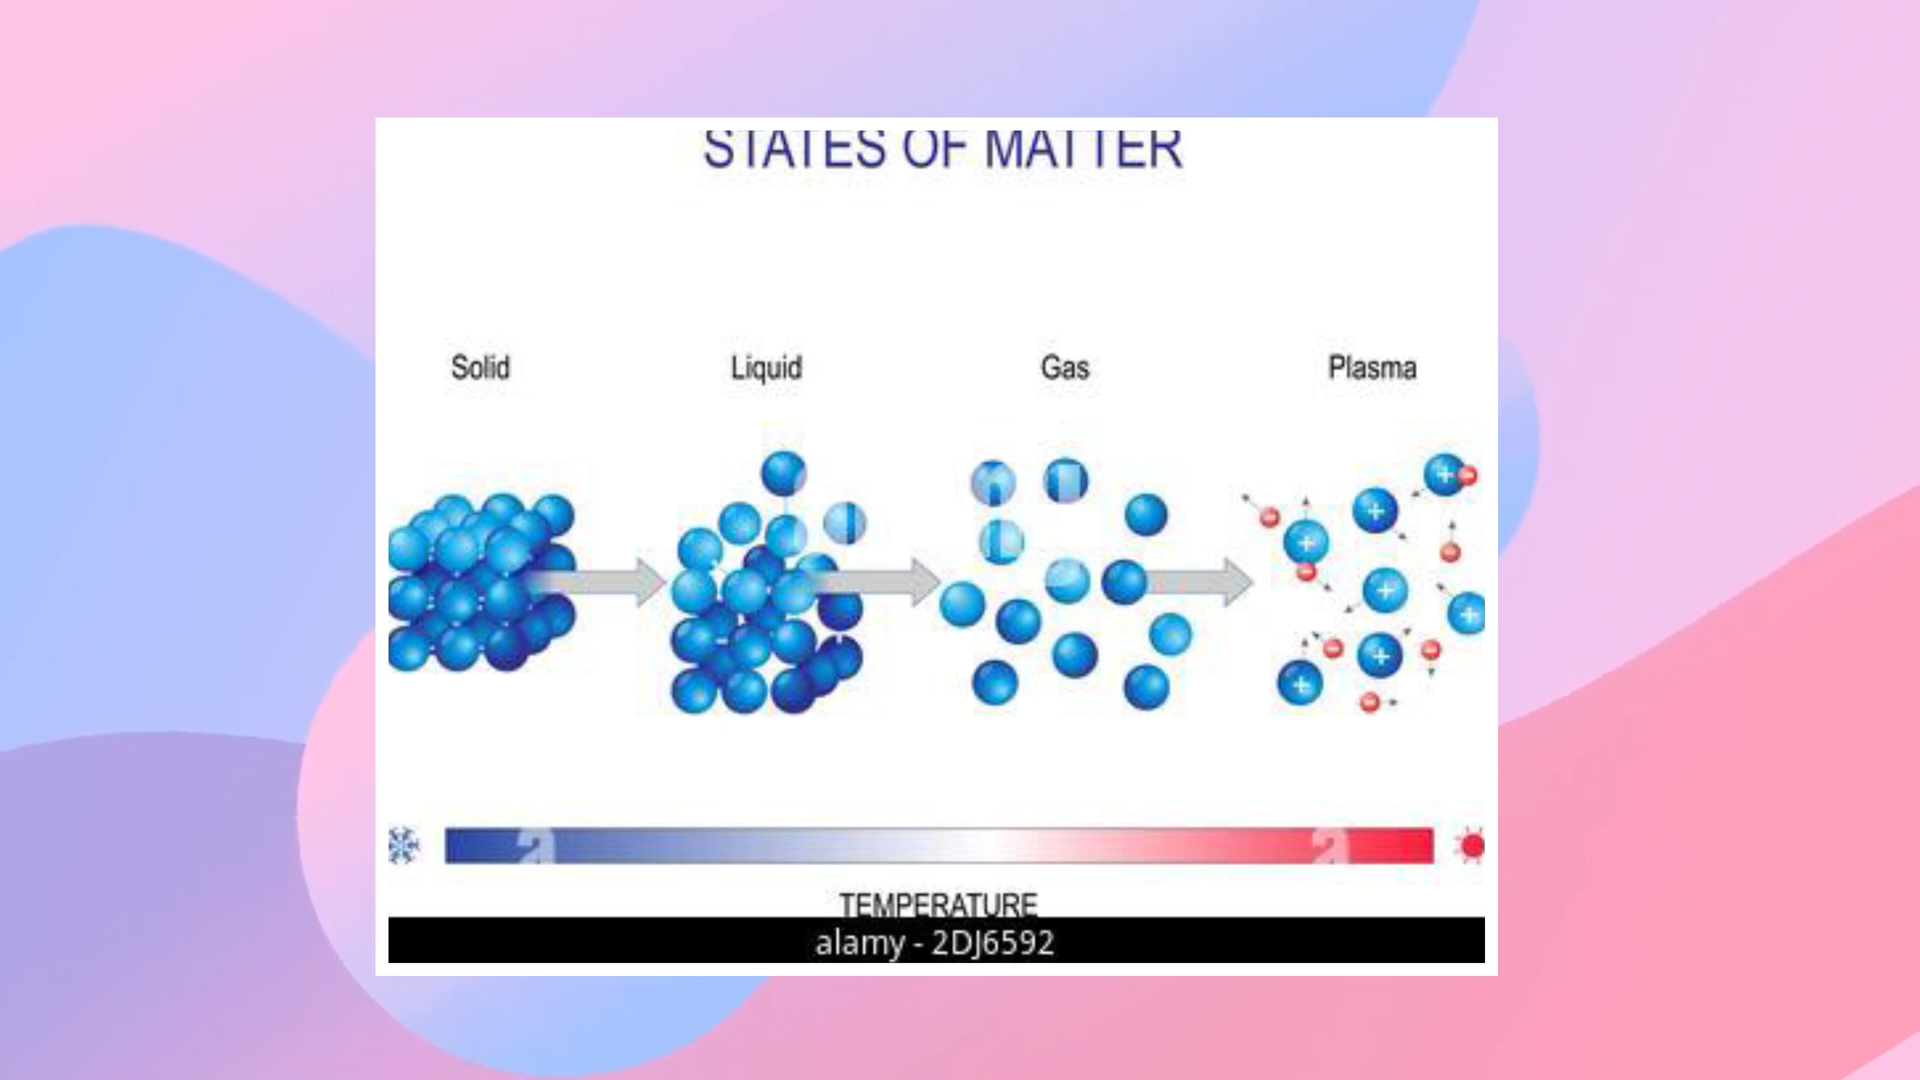 STATES OF MATTER
Solid Liquid Gas Plasma
TEMPERATURE
alamy - 2DJ6592